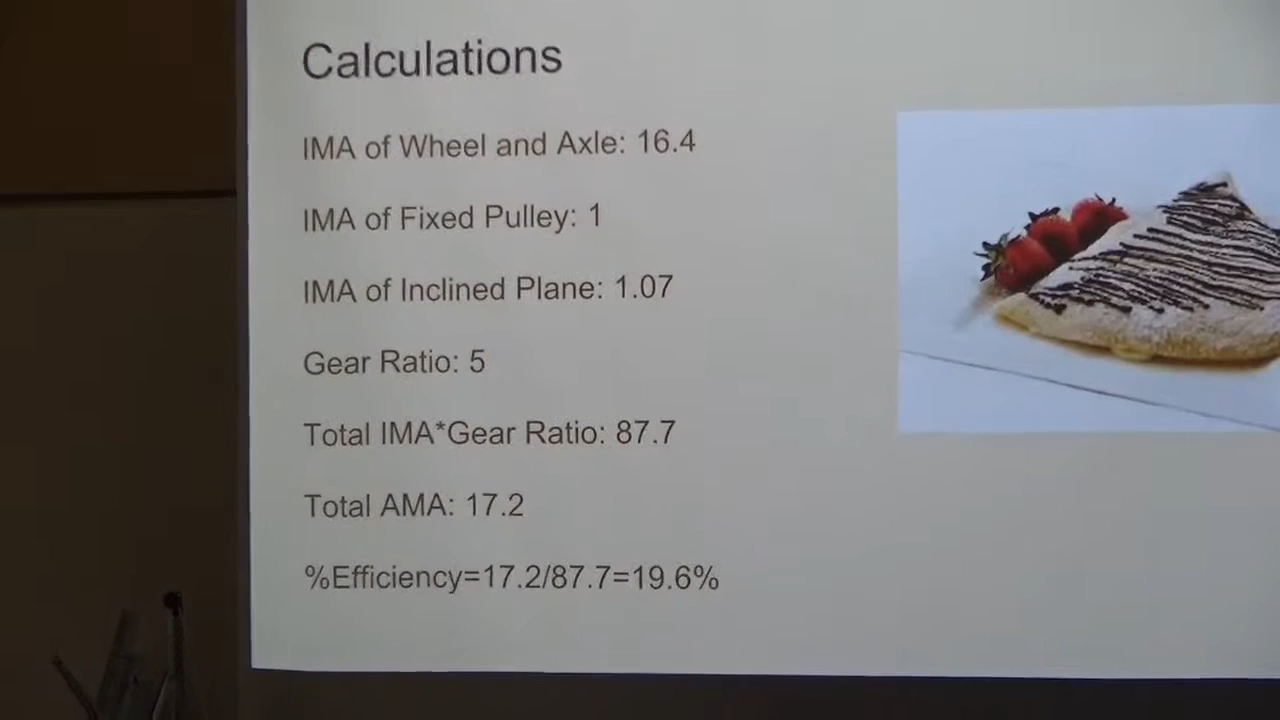 Calculations
IMA of Wheel and Axle: 16.4
IMA of Fixed Pulley: 1
IMA of Inclined Plane: 1.07
Gear Ratio: 5
Total IMA*Gear Ratio: 87.7
Total AMA: 17.2
%Efficiency=17.2/87.7=19.6%